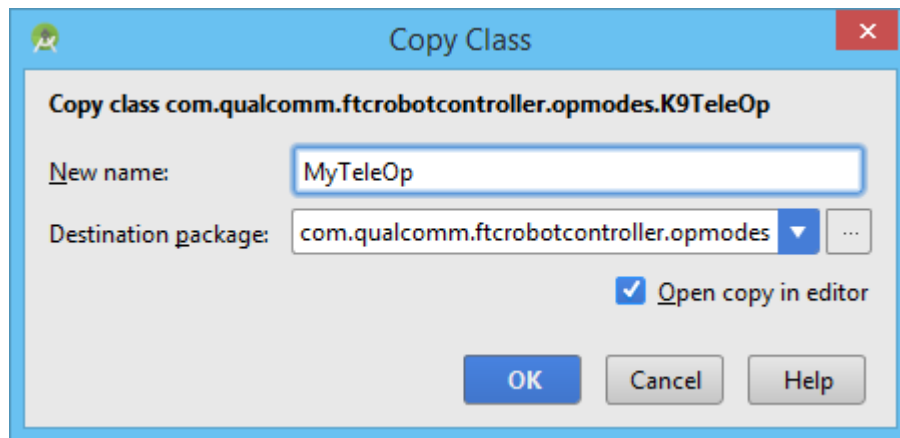 Copy Class
Copy class com.qualcomm.ftcrobotcontroller.opmodes.K9TeleOp
New name: MyTeleOp
Destination package: com.qualcomm.ftcrobotcontroller.opmodes ...
Open copy in editor
OK Cancel Help